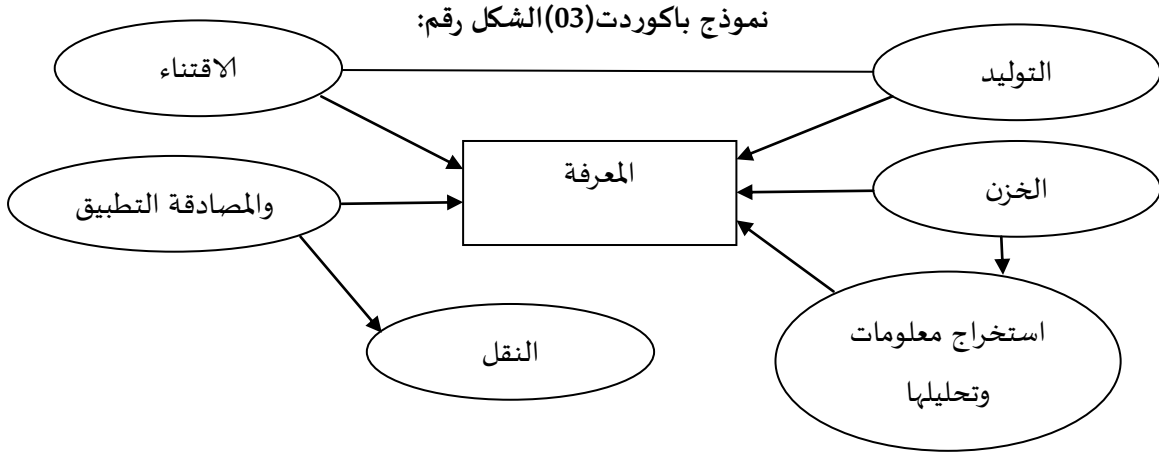 نموذج باكوردت(03)الشكل رقم:
التوليد
الاقتناء
المعرفة
الخزن
والمصادقة التطبيق
استخراج معلومات
وتحليلها
النقل